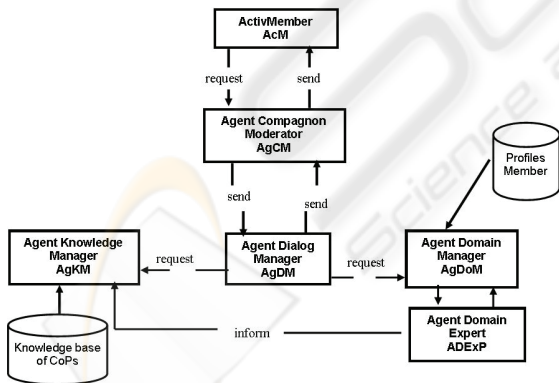 ActivMember
AcM
request
send
Agent Compagnon
Moderator
AgCM
Profiles
Member
send
send
Agent Knowledge
Manager
AgKM
request
Agent Dialog
Manager
AgDM
request
Agent Domain
Manager
AgDoM
inform
Agent Domain
Expert
ADExP
Knowledge base
of CoPs
Science a